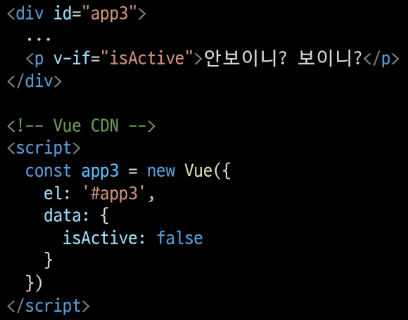 <div id="app3">
  ...
  <p v-if="isActive">안보이니? 보이니?</p>
</div>

<!-- Vue CDN -->
<script>
  const app3 = new Vue({
    el: '#app3',
    data: {
      isActive: false
    }
  })
</script>